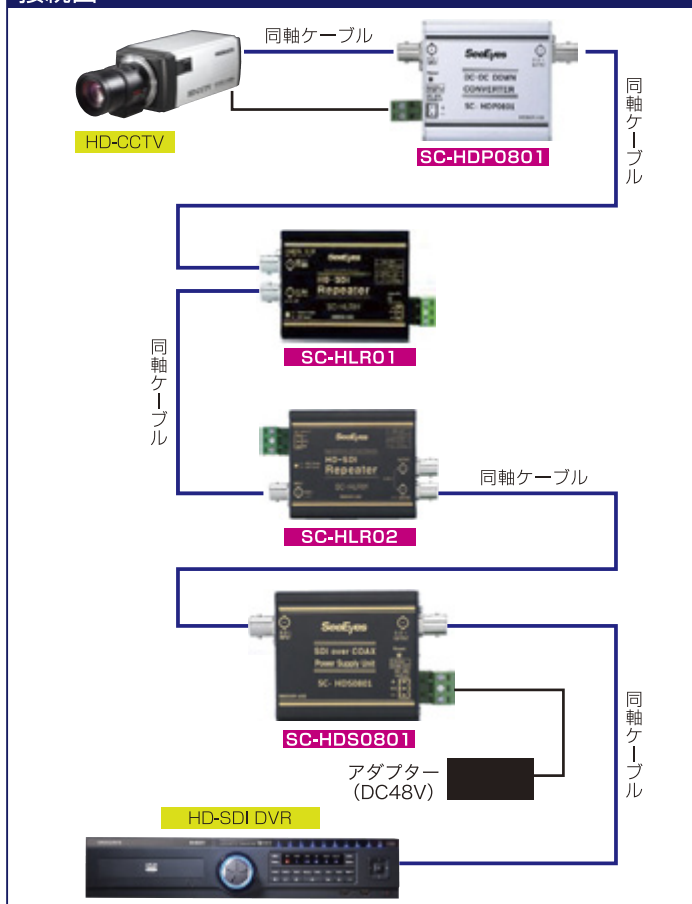 接続図
同軸ケーブル
HD-CCTV
SeeEyes
DC-DC DOWN
CONVERTER
SC- HDP0801
SC-HDP0801
同軸ケーブル
SeeEyes
HD-SDI
Repeater
SC-HLR01
同軸ケーブル
SeeEyes
HD-SDI
Repeater
SC-HLR02
同軸ケーブル
SeeEyes
SDI over COAX
Power Supply Unit
SC- HDS0801
SC-HDS0801
アダプター
（DC48V）
同軸ケーブル
HD-SDI DVR